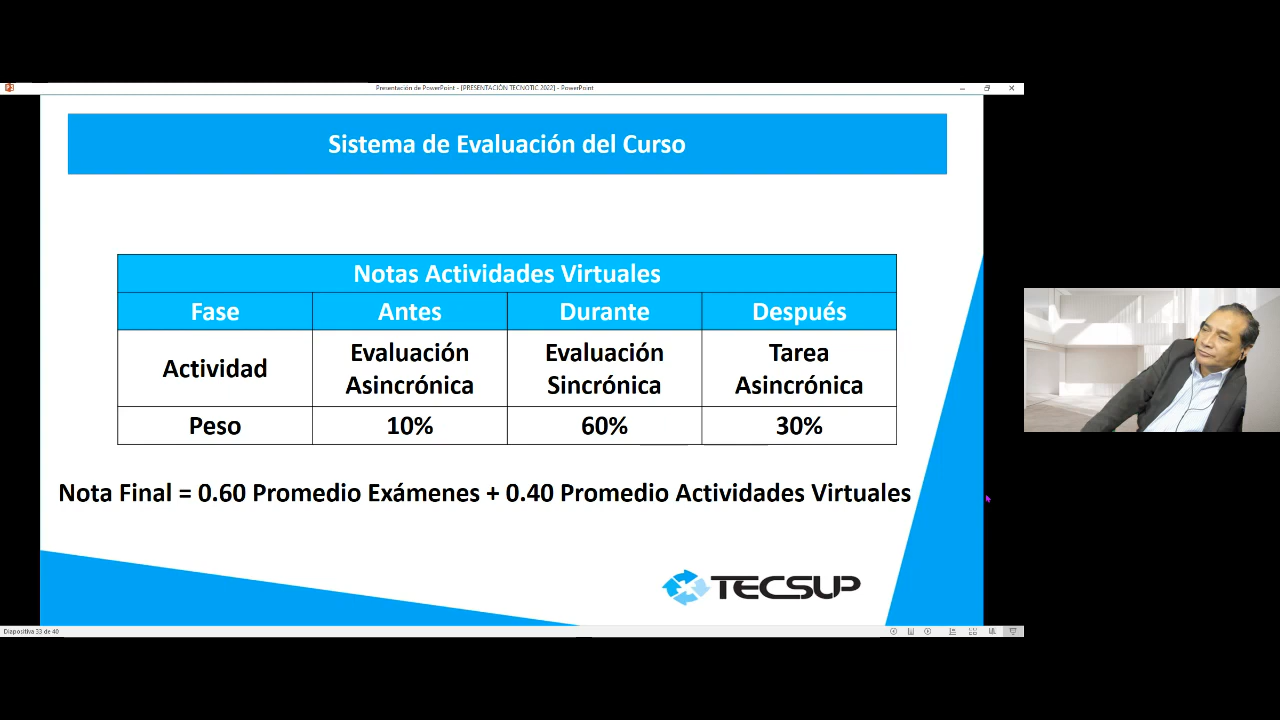 Presentación de PowerPoint - [PRESENTACIÓN TECNOTIC 2022] - PowerPoint
Sistema de Evaluación del Curso
Notas Actividades Virtuales
Fase Antes Durante Después
Actividad Evaluación Asincrónica Evaluación Sincrónica Tarea Asincrónica
Peso 10% 60% 30%
Nota Final = 0.60 Promedio Exámenes + 0.40 Promedio Actividades Virtuales
TECSUP
Diapositiva 33 de 40